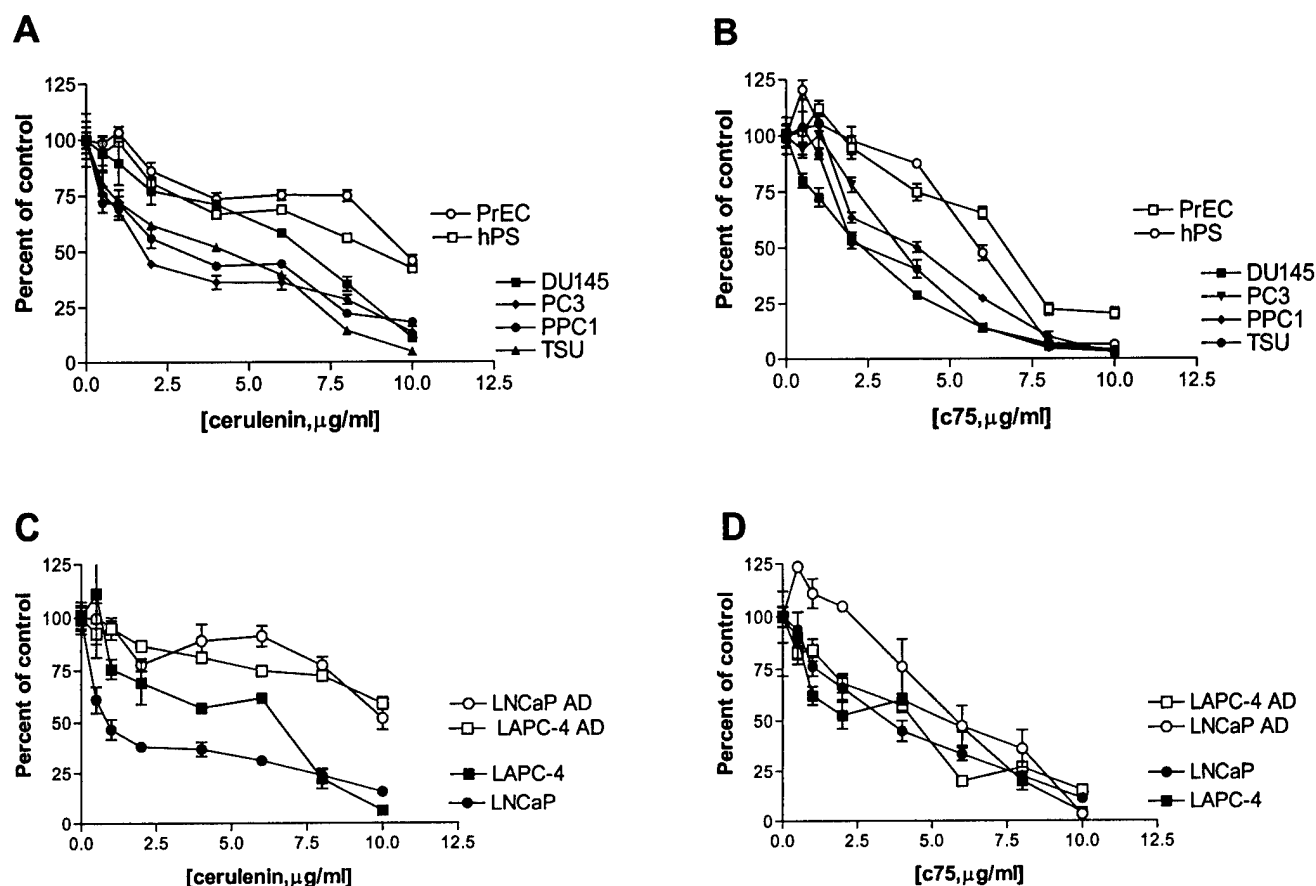 A
125
100
75
50
25
0
Percent of control
0.0 2.5 5.0 7.5 10.0 12.5
[cerulenin,μg/ml]
PrEC
hPS
DU145
PC3
PPC1
TSU
B
125
100
75
50
25
0
Percent of control
0.0 2.5 5.0 7.5 10.0 12.5
[c75,μg/ml]
PrEC
hPS
DU145
PC3
PPC1
TSU
C
125
100
75
50
25
0
Percent of control
0.0 2.5 5.0 7.5 10.0 12.5
[cerulenin,μg/ml]
LNCaP AD
LAPC-4 AD
LAPC-4
LNCaP
D
125
100
75
50
25
0
Percent of control
0.0 2.5 5.0 7.5 10.0 12.5
[c75,μg/ml]
LAPC-4 AD
LNCaP AD
LNCaP
LAPC-4